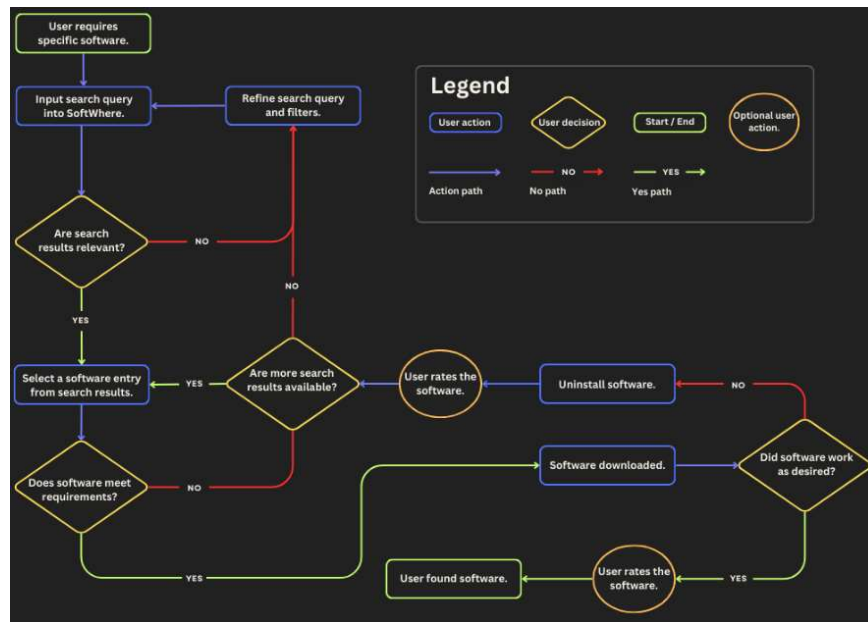 User requires
specific software.
Input search query
into SoftWhere.
Refine search query
and filters.
Legend
User action
User decision
Start / End
Optional user
action.
NO
YES
Action path
No path
Yes path
Are search
results relevant?
NO
NO
YES
Select a software entry
from search results.
YES
Are more search
results available?
User rates the
software.
Uninstall software.
NO
Did software work
as desired?
Software downloaded.
Does software meet
requirements?
NO
YES
User found software.
User rates the
software.
YES